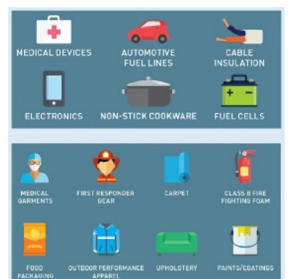 MEDICAL DEVICES
AUTOMOTIVE
FUEL LINES
CABLE
INSULATION
ELECTRONICS
NON-STICK COOKWARE
FUEL CELLS
MEDICAL
GARMENTS
FIRST RESPONDER
GEAR
CARPET
CLASS B FIRE
FIGHTING FOAM
FOOD
PACKAGING
OUTDOOR PERFORMANCE
APPAREL
UPHOLSTERY
PAINTS/COATINGS